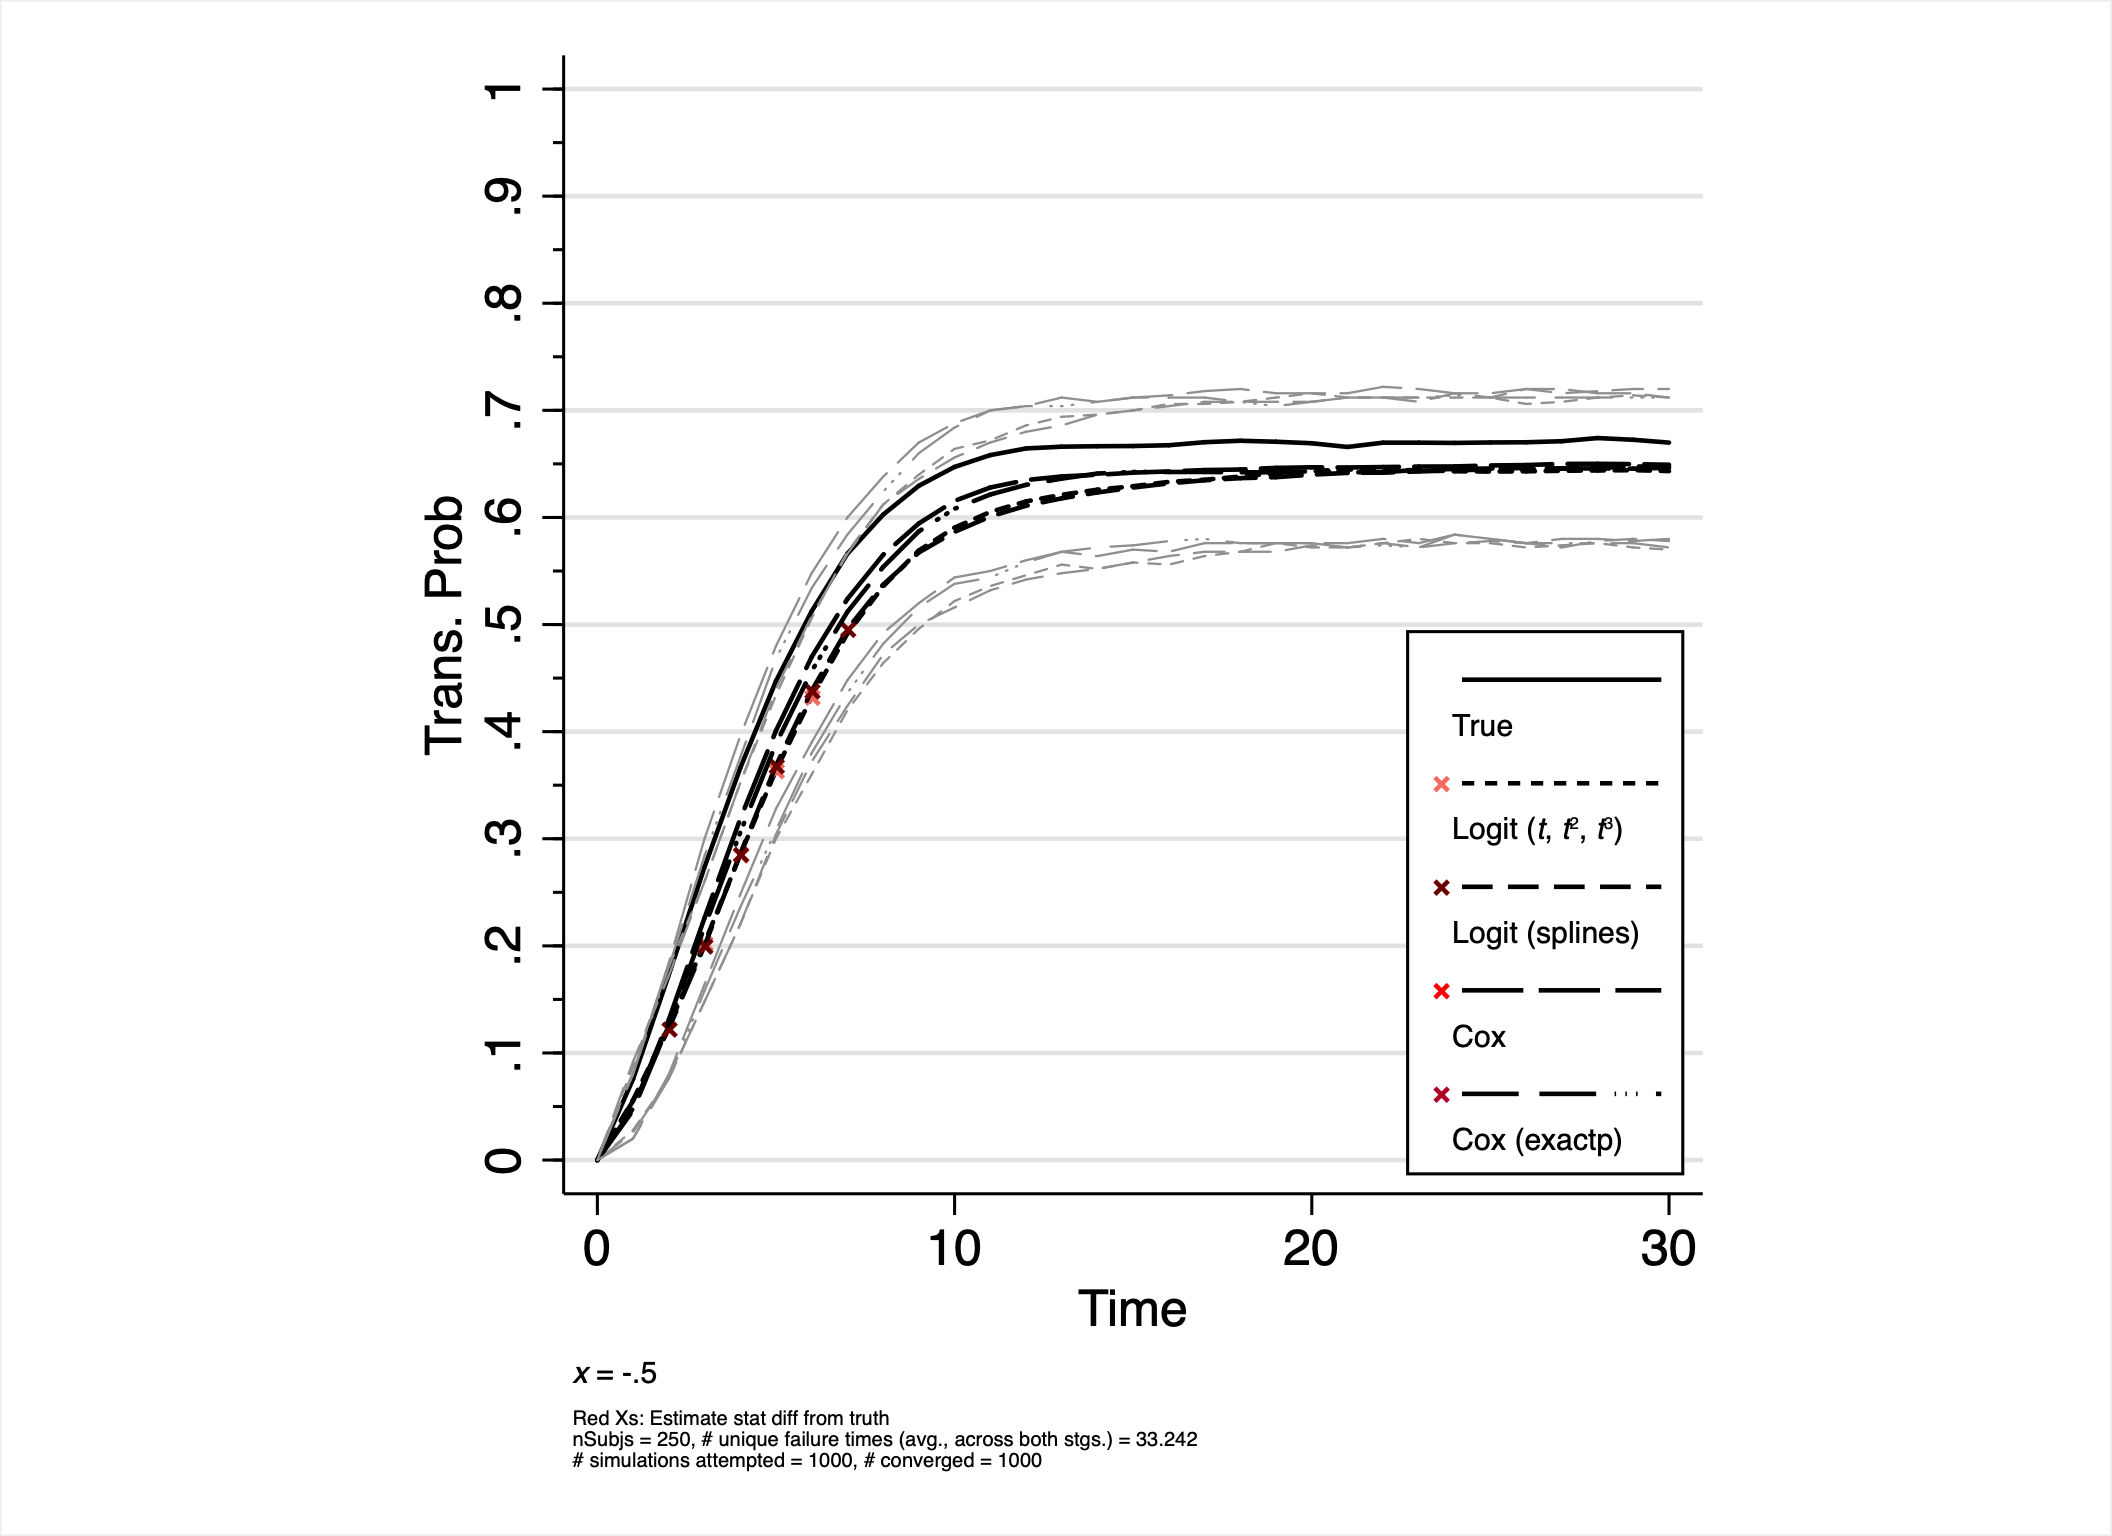 1
.9
.8
.7
.6
.5
.4
.3
.2
.1
0
Trans. Prob
True
Logit (t, t², t³)
Logit (splines)
Cox
Cox (exactp)
0 10 20 30
Time
x = -.5
Red Xs: Estimate stat diff from truth
nSubjs = 250, # unique failure times (avg., across both stgs.) = 33.242
# simulations attempted = 1000, # converged = 1000